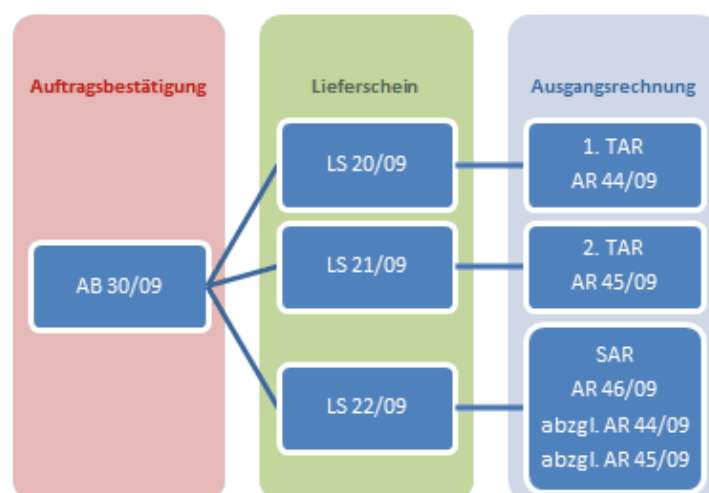 Auftragsbestätigung
AB 30/09
Lieferschein
LS 20/09
LS 21/09
LS 22/09
Ausgangsrechnung
1. TAR
AR 44/09
2. TAR
AR 45/09
SAR
AR 46/09
abzgl. AR 44/09
abzgl. AR 45/09